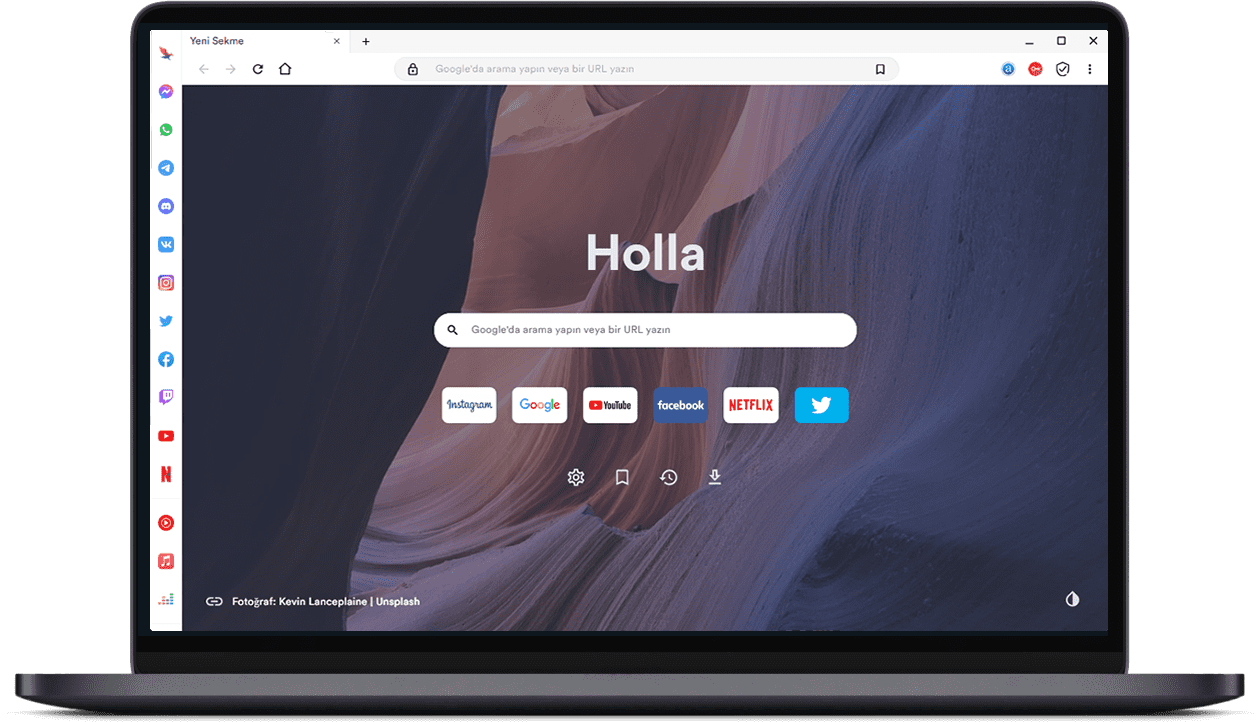 Yeni Sekme
Google'da arama yapın veya bir URL yazın
Holla
Google'da arama yapın veya bir URL yazın
Instagram
Google
YouTube
facebook
NETFLIX
Fotoğraf: Kevin Lanceplaine | Unsplash